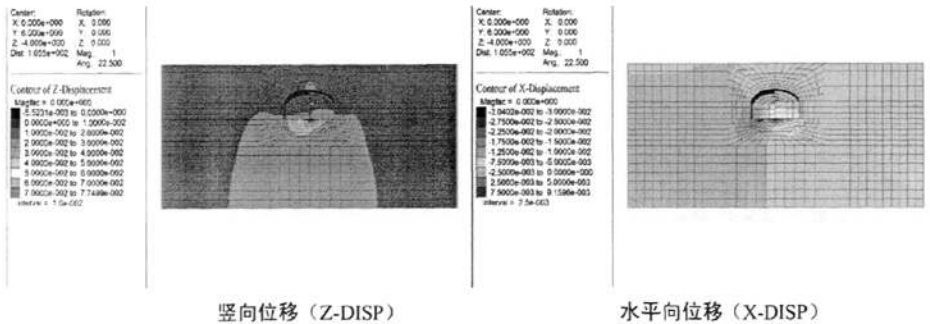 Center:
X: 0.000e+000
Y: 6.000e+000
Z: -4.000e+000
Dist: 1.055e+002
Rotation:
X: 0.000
Y: 0.000
Z: 0.000
Mag.: 1
Ang.: 22.500
Contour of Z-Displacement
Magfac = 0.000e+000
-5.5231e-003 to 0.0000e+000
0.0000e+000 to 1.0000e-002
1.0000e-002 to 2.0000e-002
2.0000e-002 to 3.0000e-002
3.0000e-002 to 4.0000e-002
4.0000e-002 to 5.0000e-002
5.0000e-002 to 6.0000e-002
6.0000e-002 to 7.0000e-002
Interval = 1.0e-002
竖向位移（Z-DISP）
Center:
X: 0.000e+000
Y: 6.000e+000
Z: -4.000e+000
Dist: 1.055e+002
Rotation:
X: 0.000
Y: 0.000
Z: 0.000
Mag.: 1
Ang.: 22.500
Contour of X-Displacement
Magfac = 0.000e+000
-2.7500e-002 to -2.5000e-002
-2.2500e-002 to -2.0000e-002
-1.7500e-002 to -1.5000e-002
-1.2500e-002 to -1.0000e-002
-7.5000e-003 to -5.0000e-003
-2.5000e-003 to 0.0000e+000
2.5000e-003 to 5.0000e-003
Interval = 2.5e-003
水平向位移（X-DISP）